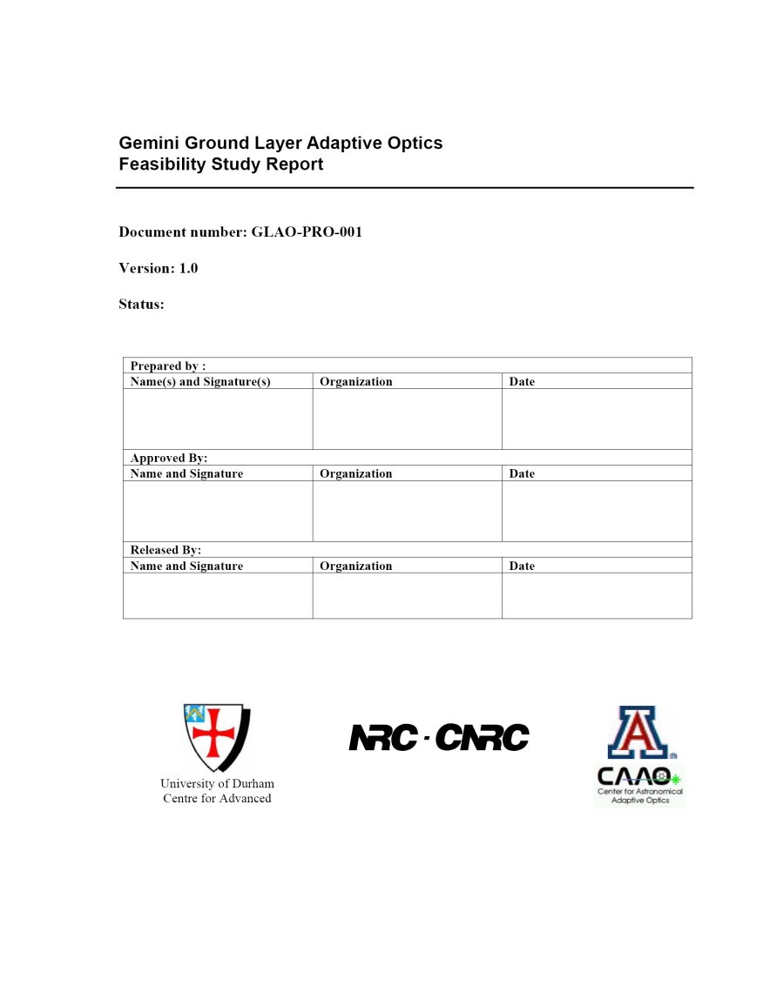 Gemini Ground Layer Adaptive Optics
Feasibility Study Report
Document number: GLAO-PRO-001
Version: 1.0
Status:
Prepared by :
Name(s) and Signature(s) Organization Date
Approved By:
Name and Signature Organization Date
Released By:
Name and Signature Organization Date
NRC · CNRC
A
CAAO
Center for Astronomical
Adaptive Optics
University of Durham
Centre for Advanced